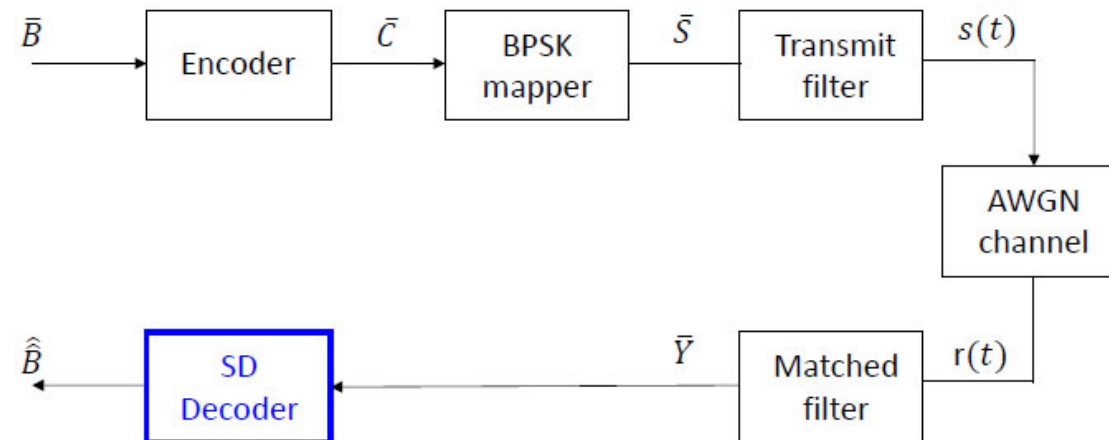 B̄
Encoder
C̄
BPSK
mapper
S̄
Transmit
filter
s(t)
AWGN
channel
r(t)
Matched
filter
Ȳ
SD
Decoder
B̂̂